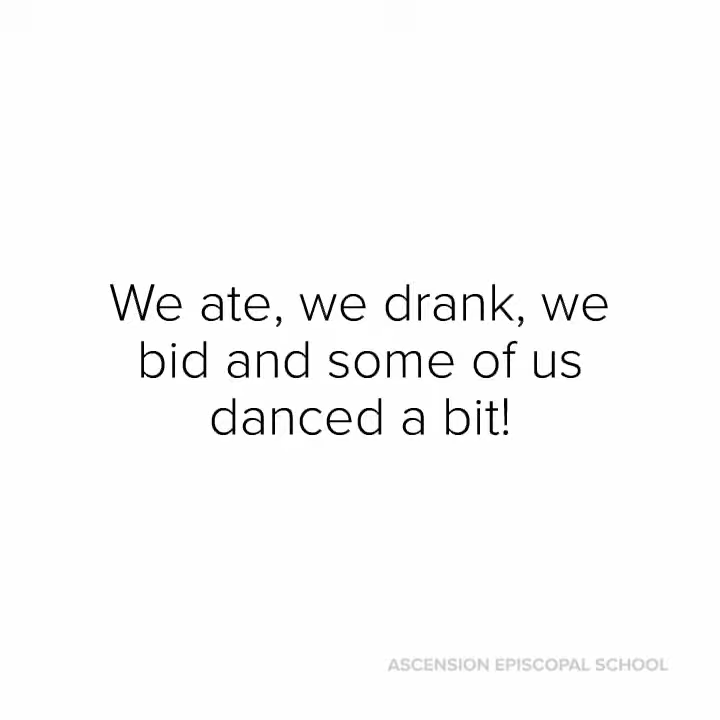 We ate, we drank, we
bid and some of us
danced a bit!
ASCENSION EPISCOPAL SCHOOL